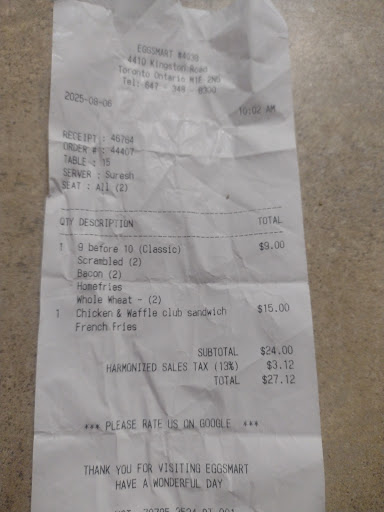 EGGSMART #4030
4410 Kingston Road
Toronto Ontario M1E 2N5
Tel: 647 - 348 - 8300
2025-08-06 10:02 AM
RECEIPT : 46764
ORDER # : 44407
TABLE : 15
SERVER : Suresh
SEAT : All (2)
QTY DESCRIPTION TOTAL
1 9 before 10 (Classic) $9.00
Scrambled (2)
Bacon (2)
Homefries
Whole Wheat - (2)
1 Chicken & Waffle club sandwich $15.00
French Fries
SUBTOTAL $24.00
HARMONIZED SALES TAX (13%) $3.12
TOTAL $27.12
*** PLEASE RATE US ON GOOGLE ***
THANK YOU FOR VISITING EGGSMART
HAVE A WONDERFUL DAY